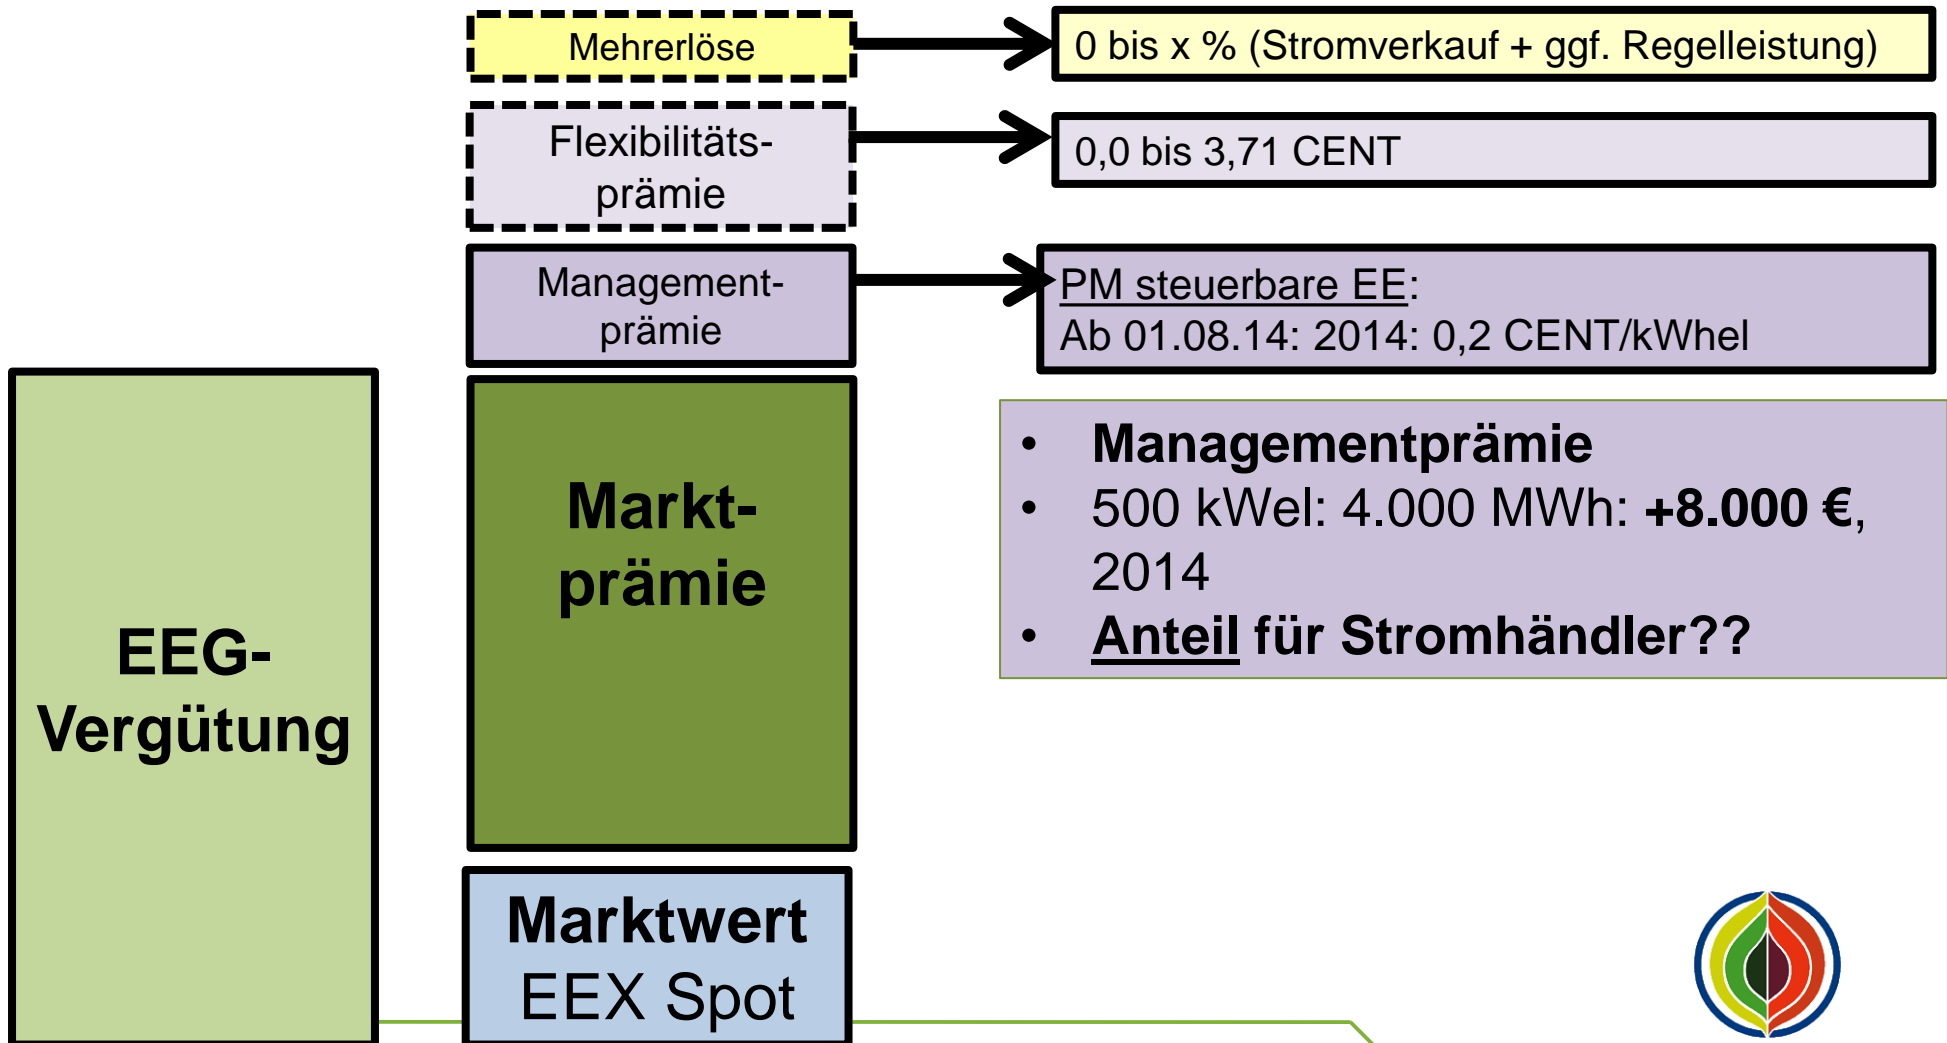 Mehrerlöse
0 bis x % (Stromverkauf + ggf. Regelleistung)
Flexibilitäts-
prämie
0,0 bis 3,71 CENT
Management-
prämie
PM steuerbare EE:
Ab 01.08.14: 2014: 0,2 CENT/kWhel
EEG-
Vergütung
Markt-
prämie
• Managementprämie
• 500 kWel: 4.000 MWh: +8.000 €,
2014
• Anteil für Stromhändler??
Marktwert
EEX Spot